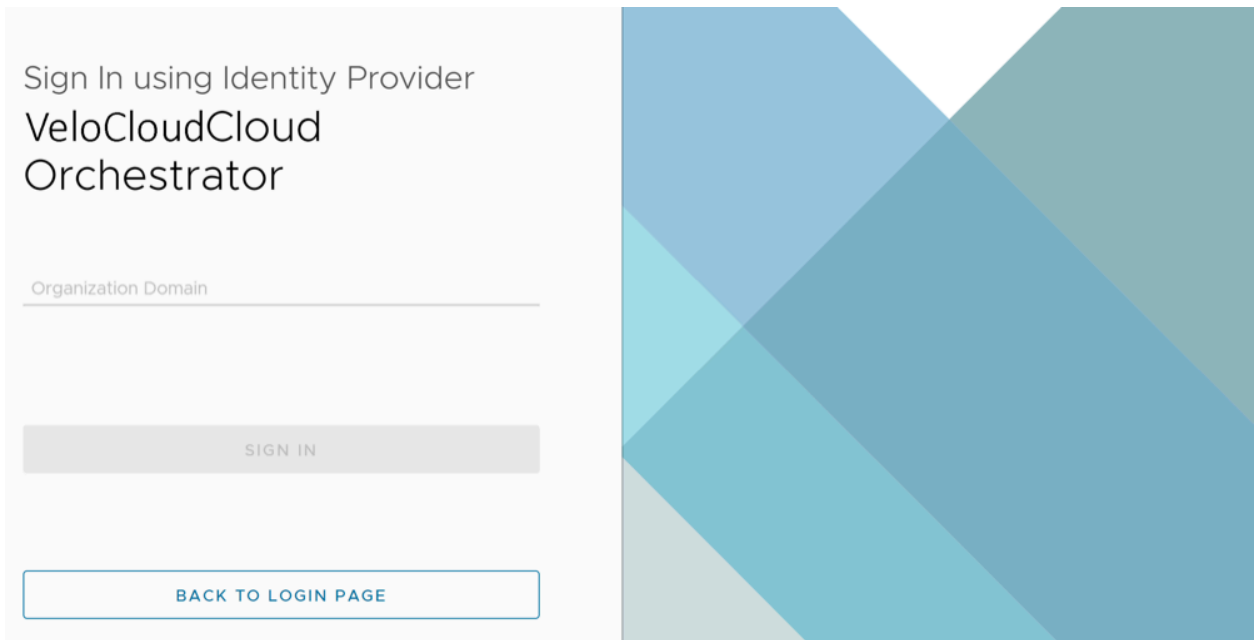 Sign In using Identity Provider
VeloCloudCloud
Orchestrator
Organization Domain
SIGN IN
BACK TO LOGIN PAGE